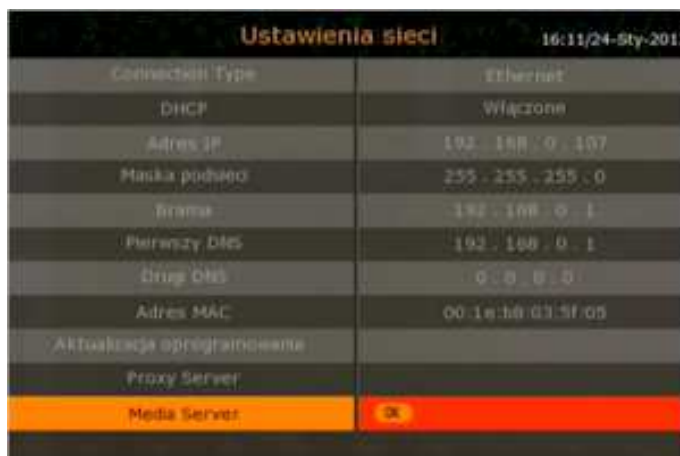 Ustawienia sieci 16:11/24-Sty-201
Connection Type Ethernet
DHCP Włączone
Adres IP 192 . 168 . 0 . 107
Maska podsieci 255 . 255 . 255 . 0
Brama 192 . 168 . 0 . 1
Pierwszy DNS 192 . 168 . 0 . 1
Drugi DNS 0 . 0 . 0 . 0
Adres MAC 00:1e:b8:03:5f:05
Aktualizacja oprogramowania
Proxy Server
Media Server OK